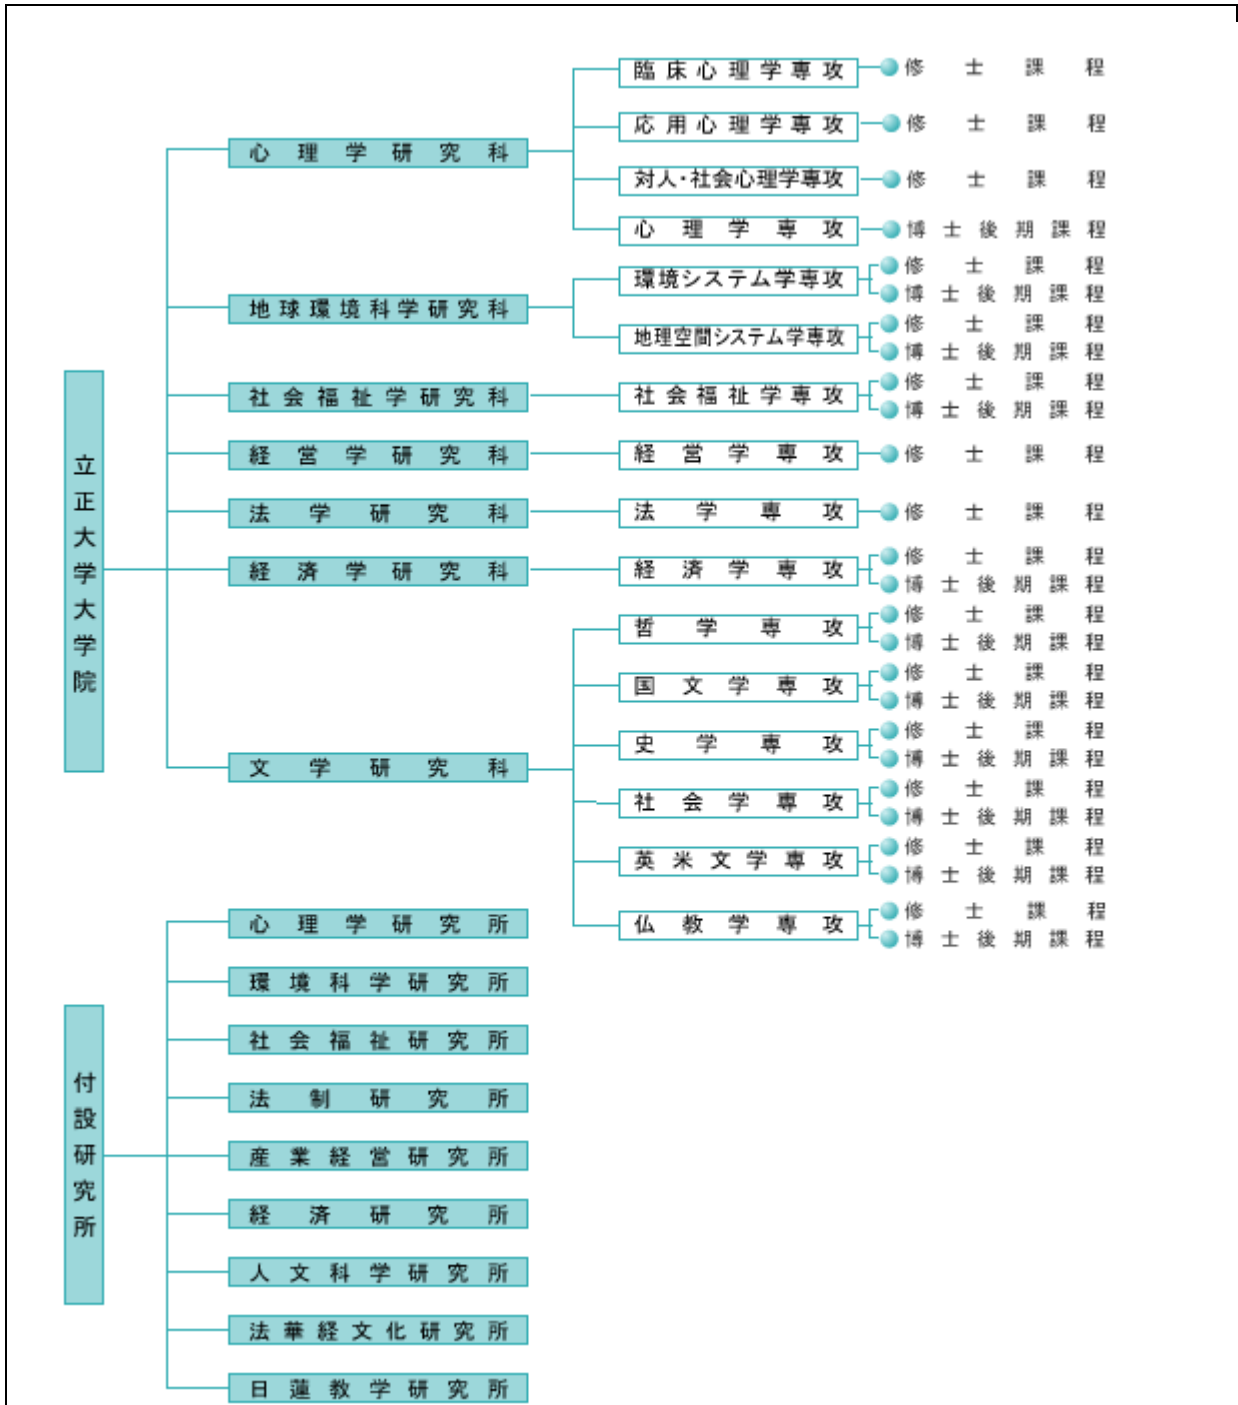 立正大学大学院
心理学研究科
臨床心理学専攻
修士課程
応用心理学専攻
修士課程
対人・社会心理学専攻
修士課程
心理学専攻
博士後期課程
地球環境科学研究科
環境システム学専攻
修士課程
博士後期課程
地理空間システム学専攻
修士課程
博士後期課程
社会福祉学研究科
社会福祉学専攻
修士課程
博士後期課程
経営学研究科
経営学専攻
修士課程
法学研究科
法学専攻
修士課程
経済学研究科
経済学専攻
修士課程
博士後期課程
文学研究科
哲学専攻
修士課程
博士後期課程
国文学専攻
修士課程
博士後期課程
史学専攻
修士課程
博士後期課程
社会学専攻
修士課程
博士後期課程
英米文学専攻
修士課程
博士後期課程
仏教学専攻
修士課程
博士後期課程
付設研究所
心理学研究所
環境科学研究所
社会福祉研究所
法制研究所
産業経営研究所
経済研究所
人文科学研究所
法華経文化研究所
日蓮教学研究所